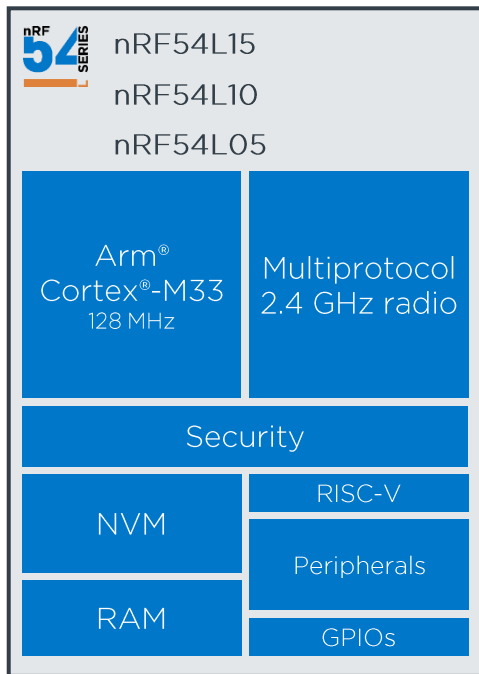 nRF
54
SERIES
L
nRF54L15
nRF54L10
nRF54L05
Arm®
Cortex®-M33
128 MHz
Multiprotocol
2.4 GHz radio
Security
NVM
RISC-V
Peripherals
RAM
GPIOs